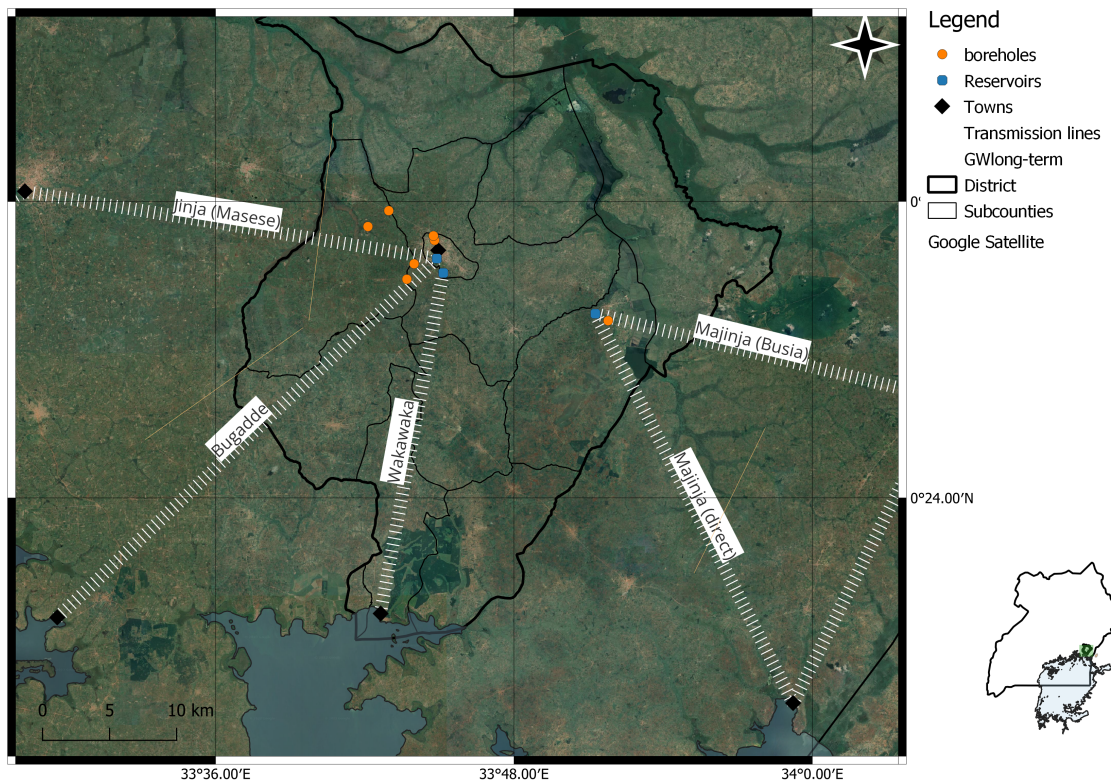 Legend
boreholes
Reservoirs
Towns
Transmission lines
GWlong-term
District
Subcounties
Google Satellite
Jinja (Masese)
Bugadde
Wakawaka
Majinja (Busia)
Majinja (direct)
0°
0°24.00′N
0
5
10 km
33°36.00′E
33°48.00′E
34°0.00′E